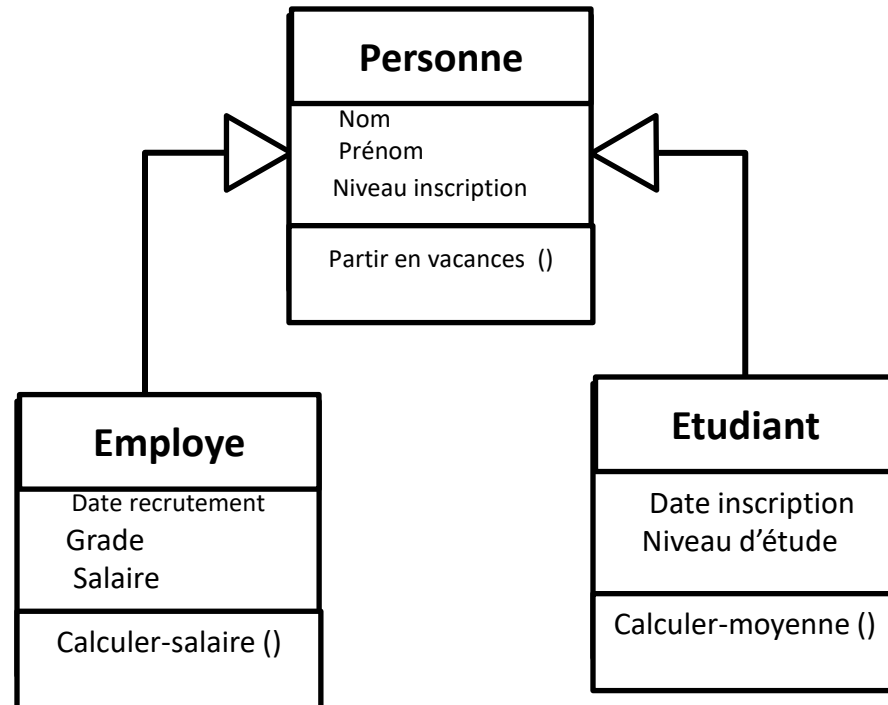 Personne
Nom
Prénom
Niveau inscription
Partir en vacances ()
Employe
Date recrutement
Grade
Salaire
Calculer-salaire ()
Etudiant
Date inscription
Niveau d’étude
Calculer-moyenne ()